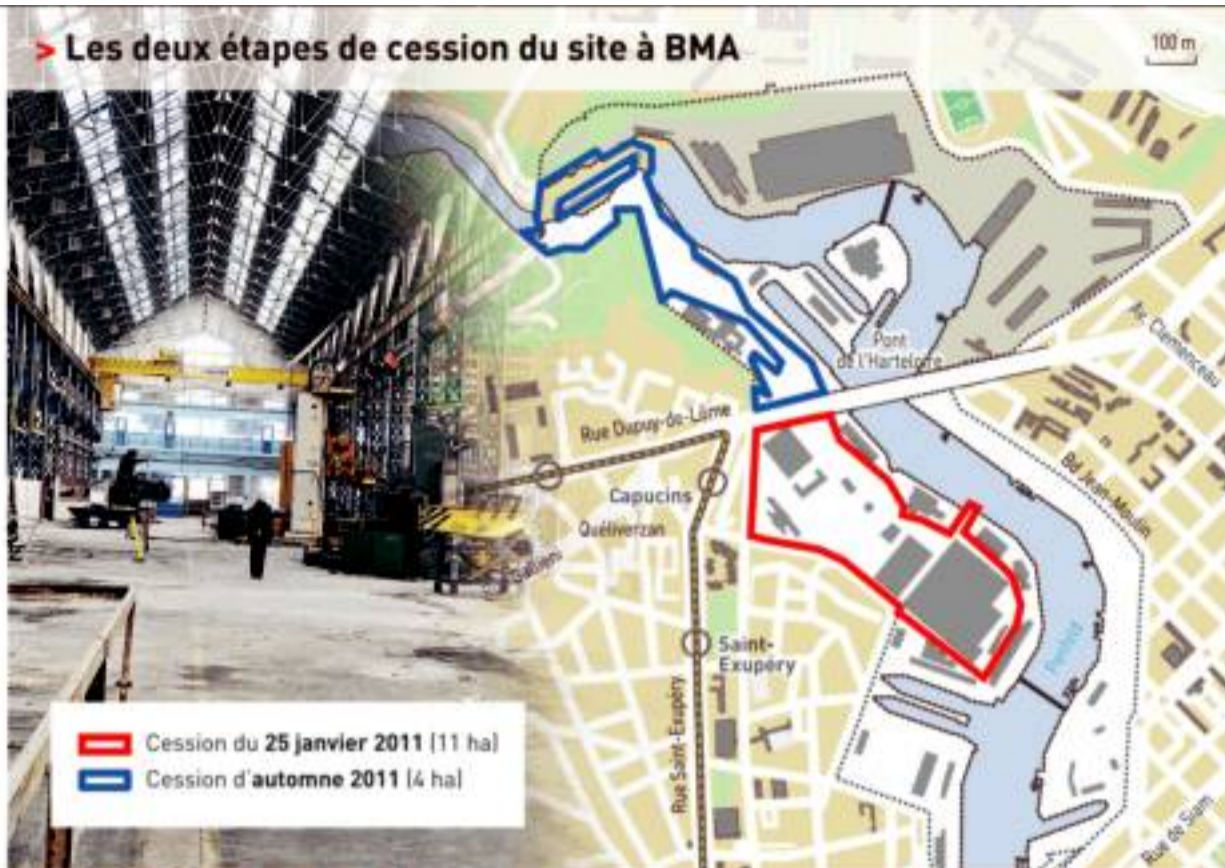 > Les deux étapes de cession du site à BMA
100 m
Pont
de l'Harteloire
Av. Clemenceau
Rue Dupuy-de-Lôme
Capucins
Quéliverzan
Bd Jean-Moulin
Saint-
Exupéry
Rue Saint-Exupéry
Penfeld
Rue de Siam
Cession du 25 janvier 2011 (11 ha)
Cession d'automne 2011 (4 ha)